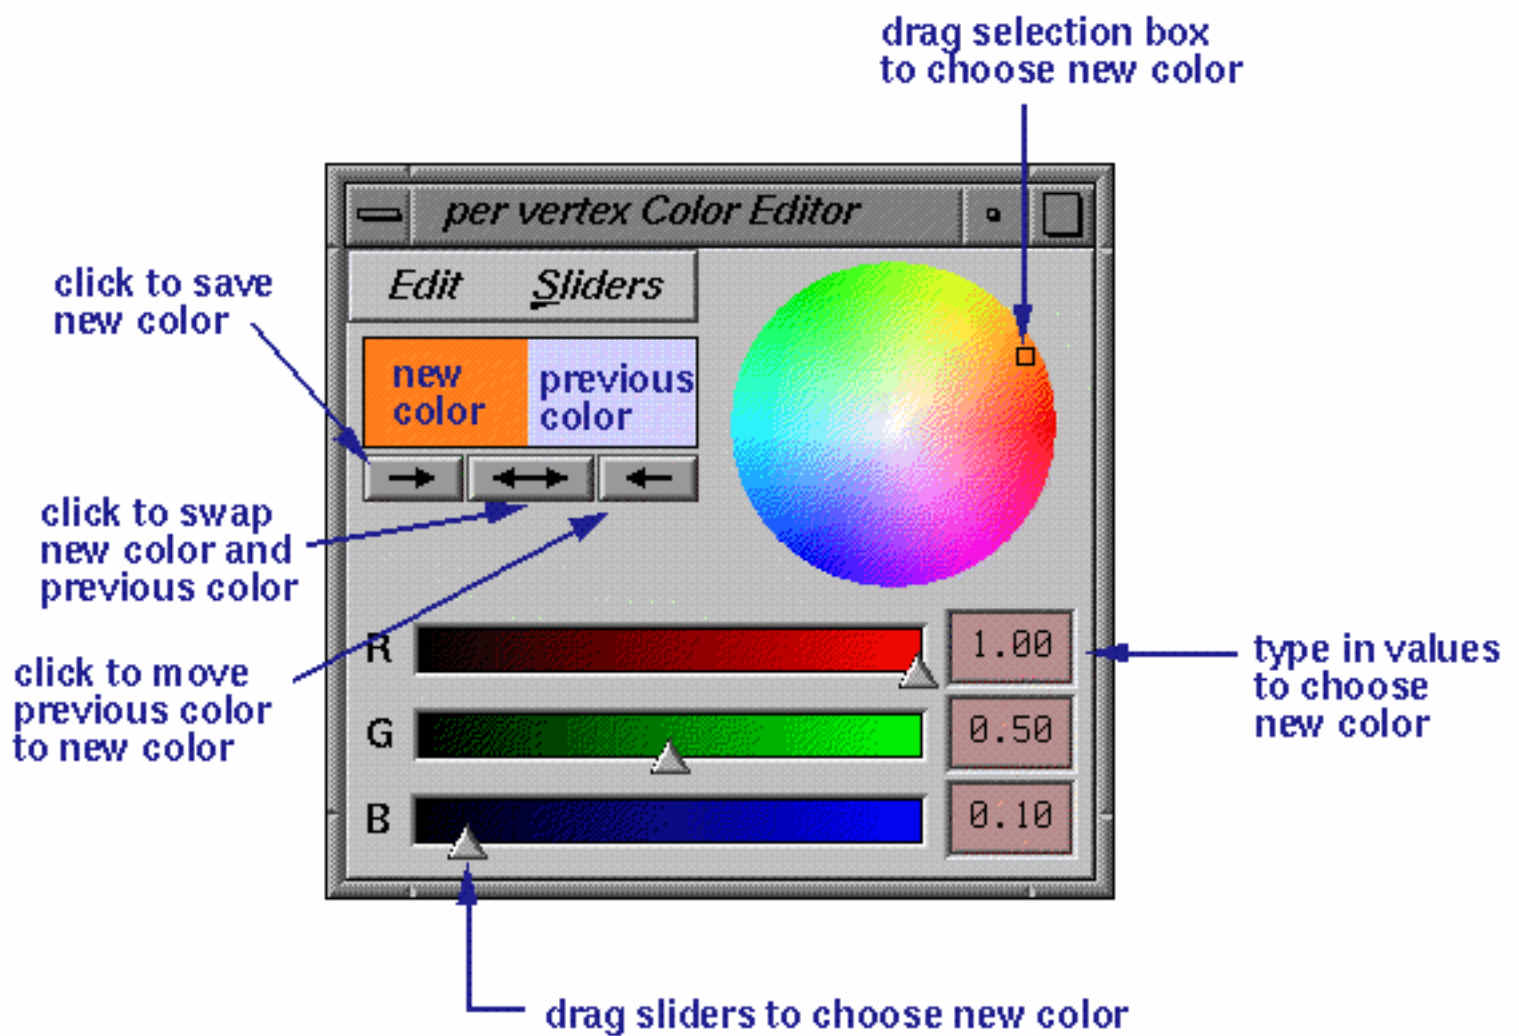 drag selection box
to choose new color
per vertex Color Editor
Edit Sliders
click to save
new color
new
color
previous
color
click to swap
new color and
previous color
click to move
previous color
to new color
R 1.00
G 0.50
B 0.10
type in values
to choose
new color
drag sliders to choose new color